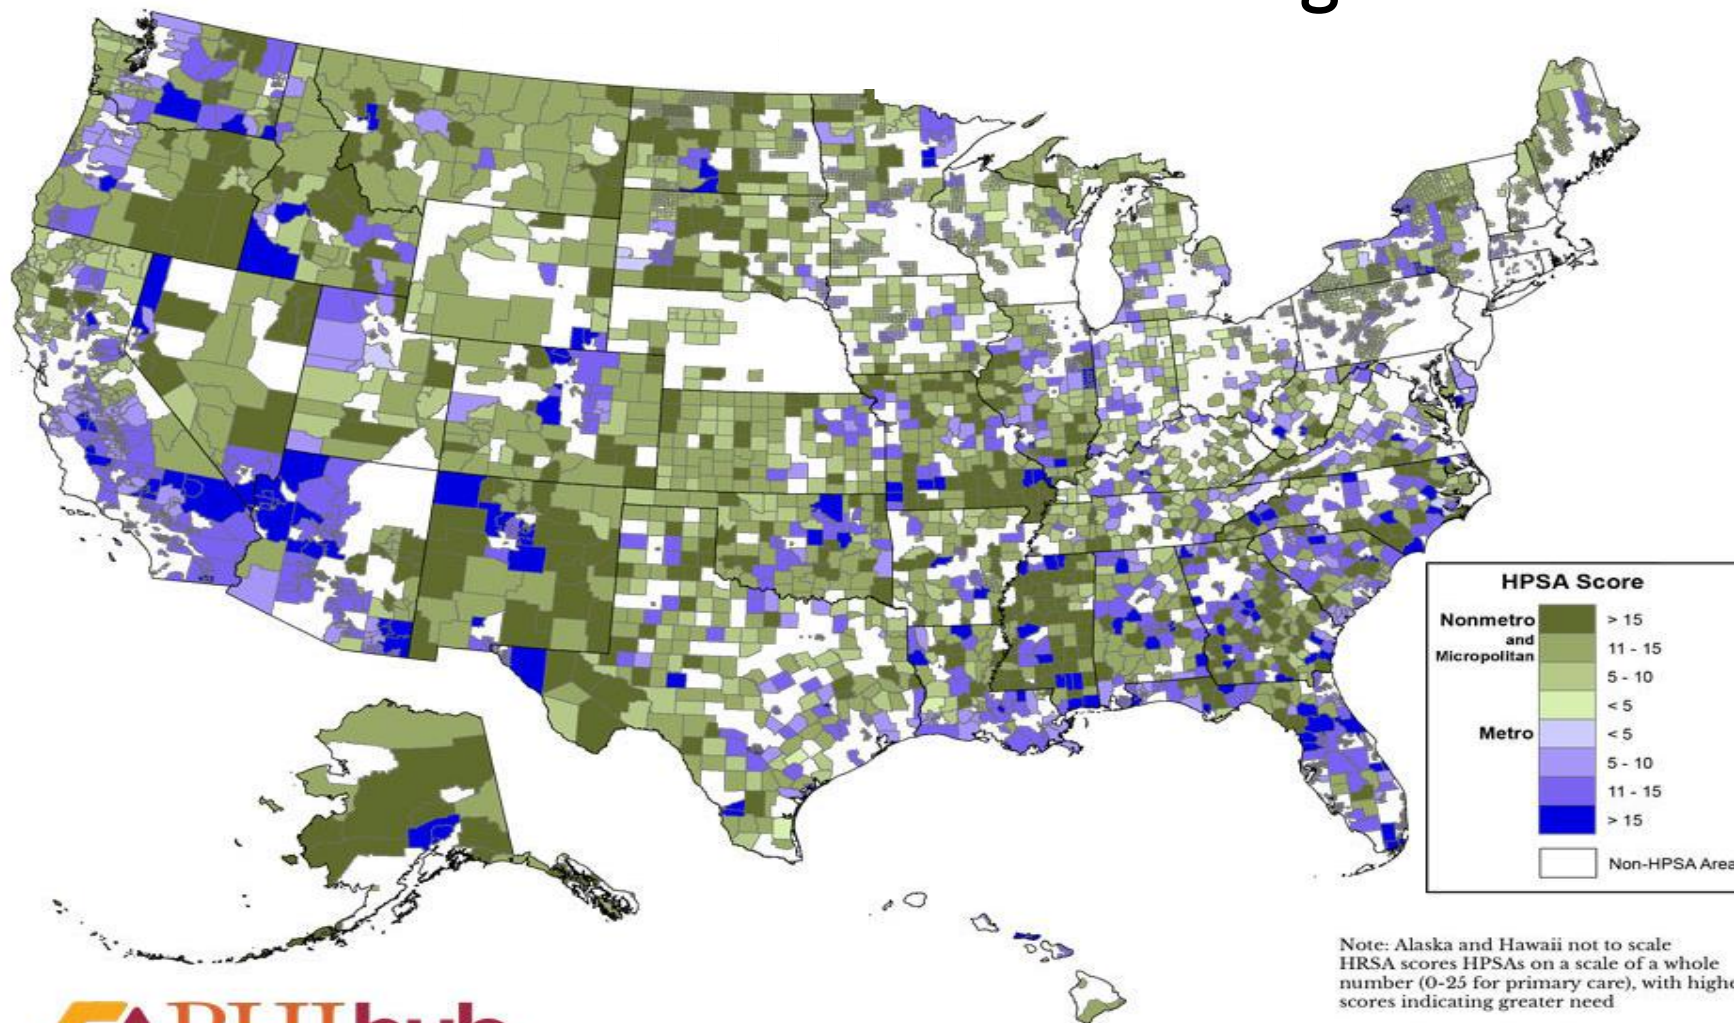 HPSA Score
Nonmetro
and
Micropolitan
> 15
11 - 15
5 - 10
< 5
Metro
< 5
5 - 10
11 - 15
> 15
Non-HPSA Area
Note: Alaska and Hawaii not to scale
HRSA scores HPSAs on a scale of a whole
number (0-25 for primary care), with highe
scores indicating greater need